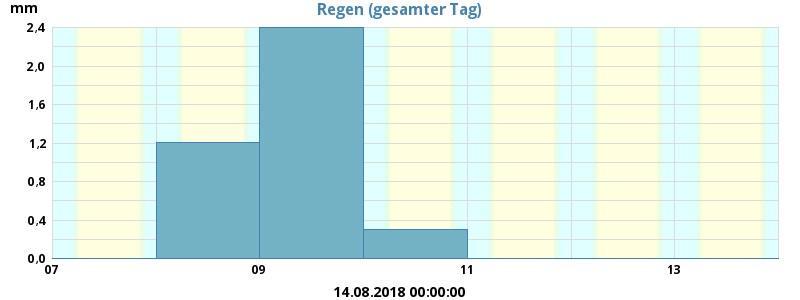 Regen (gesamter Tag)
mm
2,4
2,0
1,6
1,2
0,8
0,4
0,0
07 09 11 13
14.08.2018 00:00:00